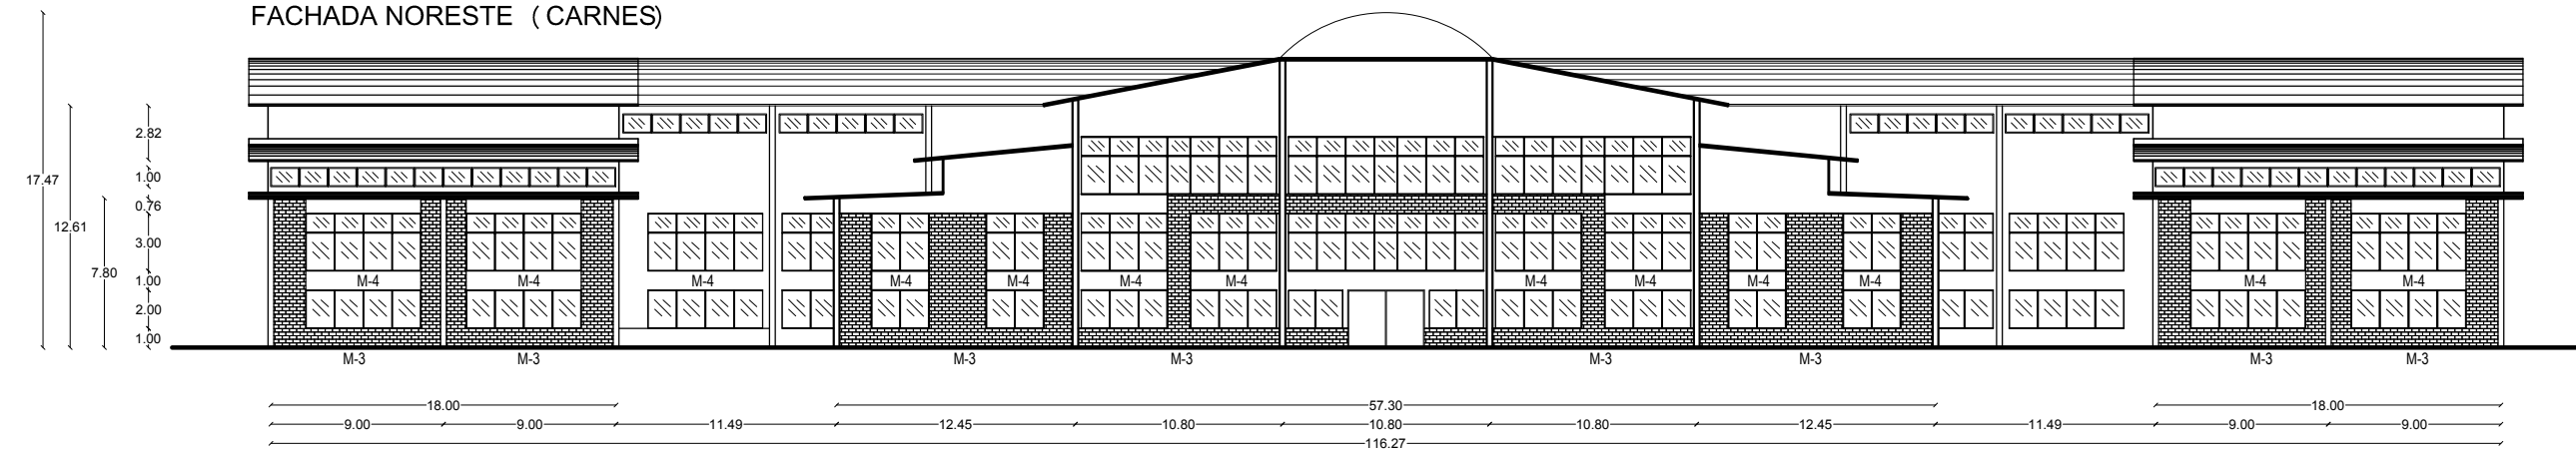 FACHADA NORESTE ( CARNES)
17.47
12.61
7.80
2.82
1.00
0.76
3.00
1.00
2.00
1.00
M-4 M-4 M-4 M-4 M-4 M-4 M-4 M-4 M-4 M-4 M-4 M-4 M-4
M-3 M-3 M-3 M-3 M-3 M-3 M-3 M-3
18.00 57.30 18.00
9.00 9.00 11.49 12.45 10.80 10.80 10.80 12.45 11.49 9.00 9.00
116.27